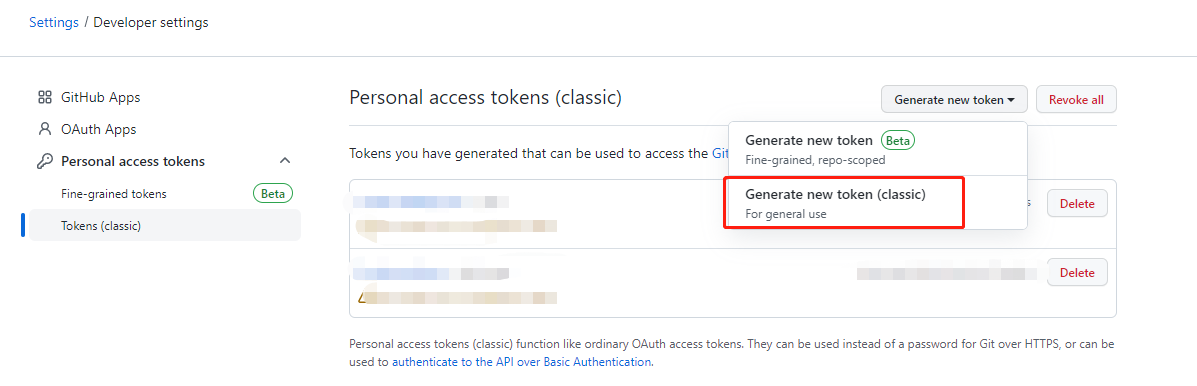 Settings / Developer settings
GitHub Apps
OAuth Apps
Personal access tokens
Fine-grained tokens Beta
Tokens (classic)
Personal access tokens (classic)
Generate new token
Revoke all
Generate new token Beta
Fine-grained, repo-scoped
Generate new token (classic)
For general use
Tokens you have generated that can be used to access the
Delete
Delete
Personal access tokens (classic) function like ordinary OAuth access tokens. They can be used instead of a password for Git over HTTPS, or can be
used to authenticate to the API over Basic Authentication.